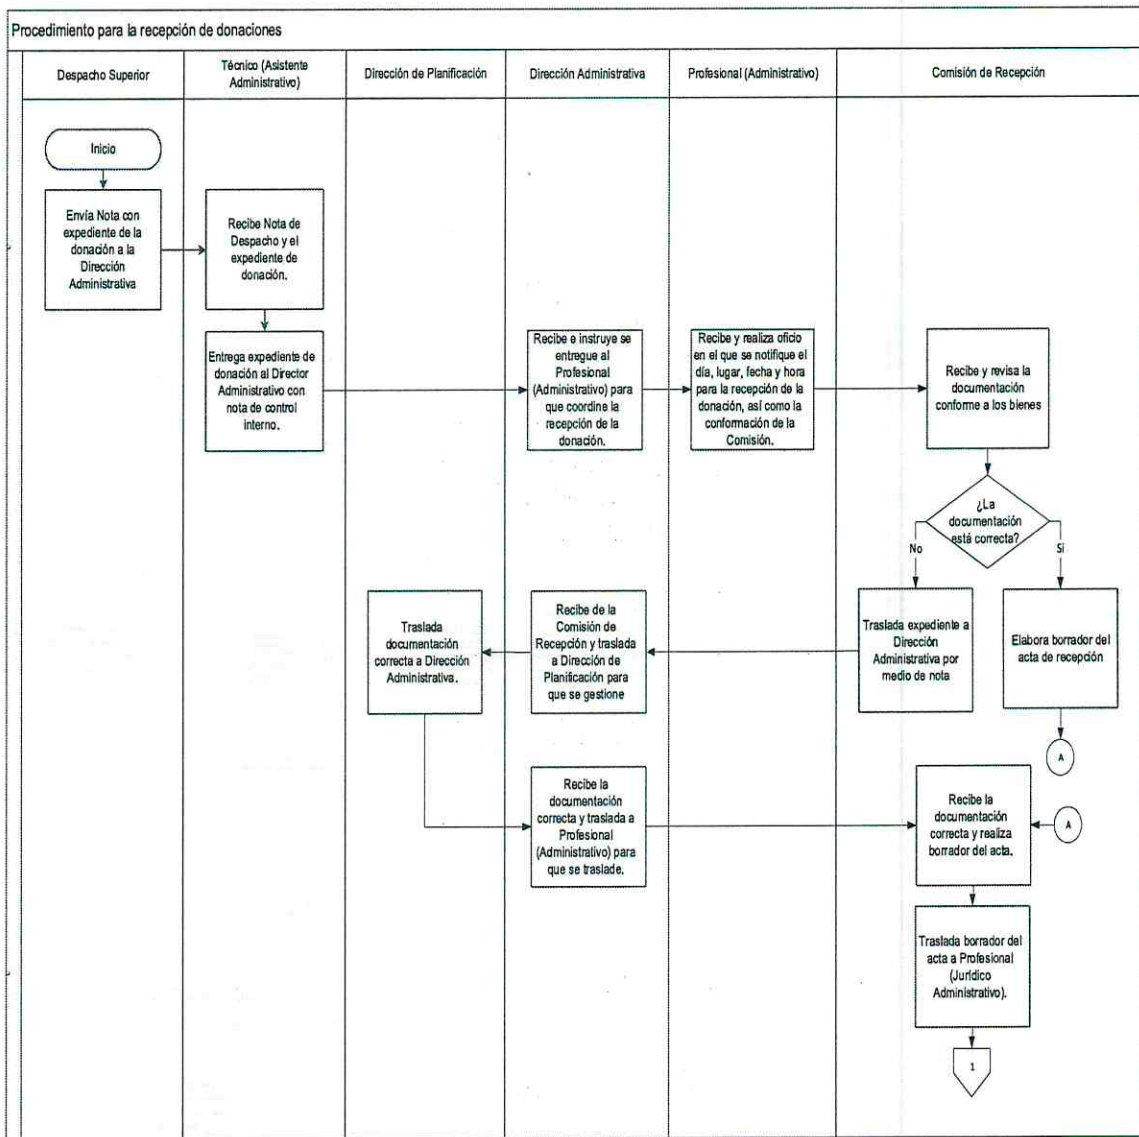 Procedimiento para la recepción de donaciones
Despacho Superior
Técnico (Asistente
Administrativo)
Dirección de Planificación
Dirección Administrativa
Profesional (Administrativo)
Comisión de Recepción
Inicio
Envía Nota con
expediente de la
donación a la
Dirección
Administrativa
Recibe Nota de
Despacho y el
expediente de
donación.
Entrega expediente de
donación al Director
Administrativo con
nota de control
interno.
Recibe e instruye se
entregue al
Profesional
(Administrativo) para
que coordine la
recepción de la
donación.
Recibe y realiza oficio
en el que se notifique el
día, lugar, fecha y hora
para la recepción de la
donación, así como la
conformación de la
Comisión.
Recibe y revisa la
documentación
conforme a los bienes
¿La
documentación
está correcta?
No
Sí
Traslada expediente a
Dirección
Administrativa por
medio de nota
Elabora borrador del
acta de recepción
A
Recibe de la
Comisión de
Recepción y traslada
a Dirección de
Planificación para
que se gestione
Traslada
documentación
correcta a Dirección
Administrativa.
Recibe la
documentación
correcta y traslada a
Profesional
(Administrativo) para
que se traslade.
Recibe la
documentación
correcta y realiza
borrador del acta.
A
Traslada borrador del
acta a Profesional
(Jurídico
Administrativo).
1